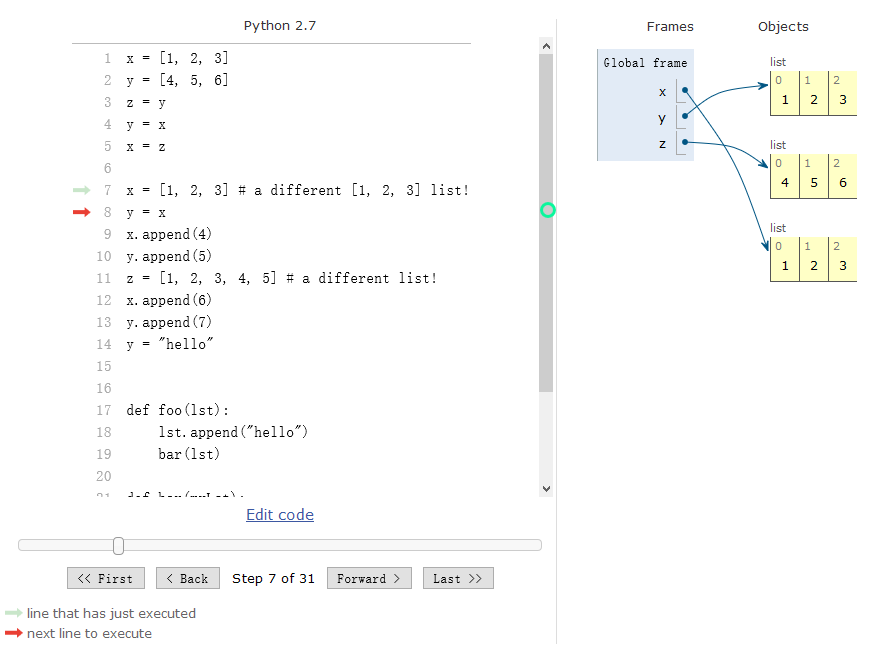 Python 2.7
1 x = [1, 2, 3]
2 y = [4, 5, 6]
3 z = y
4 y = x
5 x = z
6
7 x = [1, 2, 3] # a different [1, 2, 3] list!
8 y = x
9 x.append(4)
10 y.append(5)
11 z = [1, 2, 3, 4, 5] # a different list!
12 x.append(6)
13 y.append(7)
14 y = "hello"
15
16
17 def foo(lst):
18     lst.append("hello")
19     bar(lst)
20
21 def bar(myLst):
Edit code
<< First
< Back
Step 7 of 31
Forward >
Last >>
line that has just executed
next line to execute
Frames
Objects
Global frame
x
y
z
list
0 1 2
1 2 3
list
0 1 2
4 5 6
list
0 1 2
1 2 3